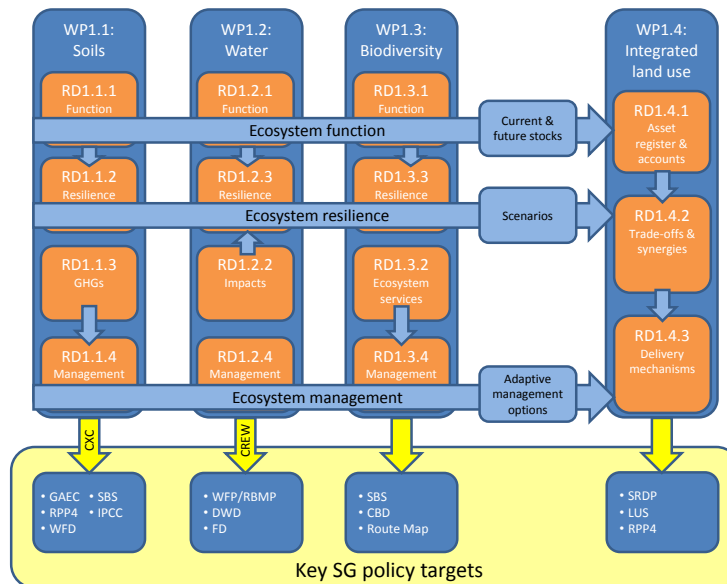 WP1.1:
Soils
WP1.2:
Water
WP1.3:
Biodiversity
WP1.4:
Integrated
land use
RD1.1.1
Function
RD1.2.1
Function
RD1.3.1
Function
Ecosystem function
Current &
future stocks
RD1.4.1
Asset
register &
accounts
RD1.1.2
Resilience
RD1.2.3
Resilience
RD1.3.3
Resilience
Ecosystem resilience
Scenarios
RD1.4.2
Trade-offs &
synergies
RD1.1.3
GHGs
RD1.2.2
Impacts
RD1.3.2
Ecosystem
services
RD1.1.4
Management
RD1.2.4
Management
RD1.3.4
Management
Ecosystem management
Adaptive
management
options
RD1.4.3
Delivery
mechanisms
CXC
CREW
• GAEC • SBS
• RPP4 • IPCC
• WFD
• WFP/RBMP
• DWD
• FD
• SBS
• CBD
• Route Map
• SRDP
• LUS
• RPP4
Key SG policy targets